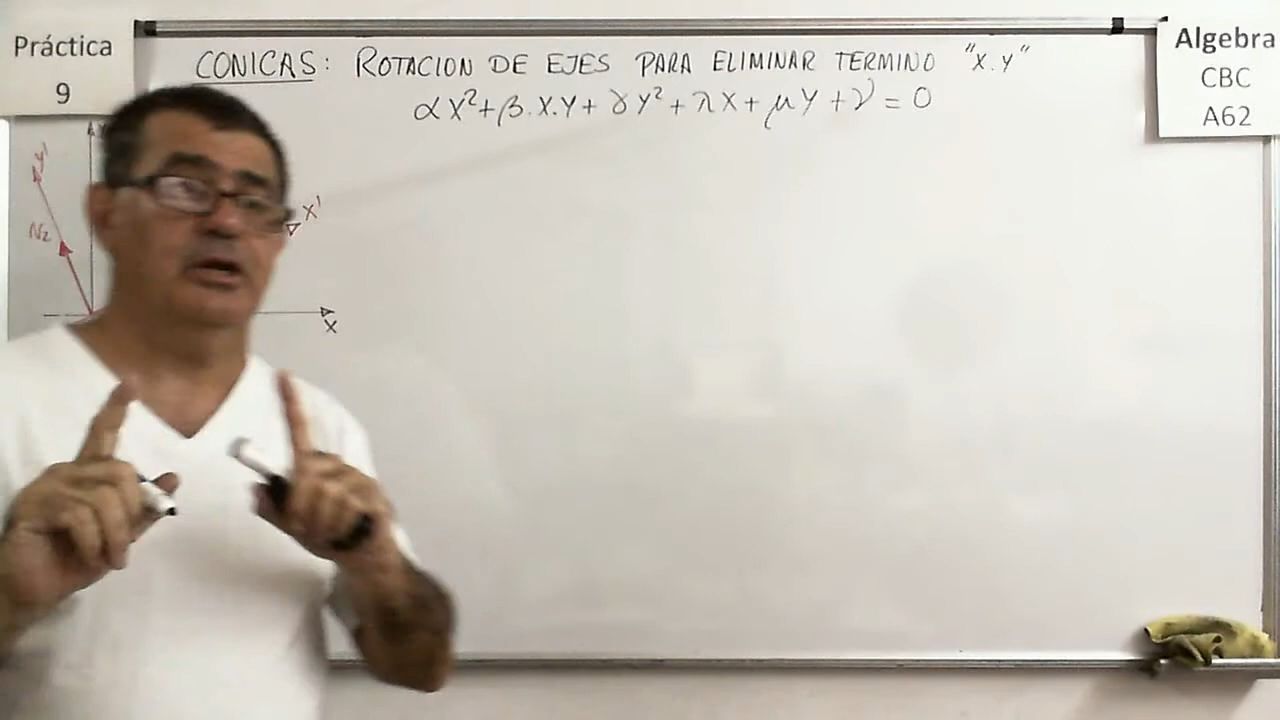 Práctica
9
CONICAS: ROTACION DE EJES PARA ELIMINAR TERMINO "X.Y"
αX²+β.X.Y+γY²+λX+μY+ν=0
Algebra
CBC
A62
y'
N2
X'
X